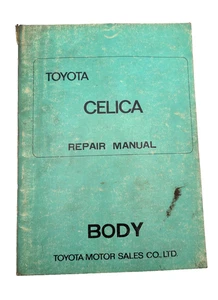 TOYOTA
CELICA
REPAIR MANUAL
BODY
TOYOTA MOTOR SALES CO.,LTD.